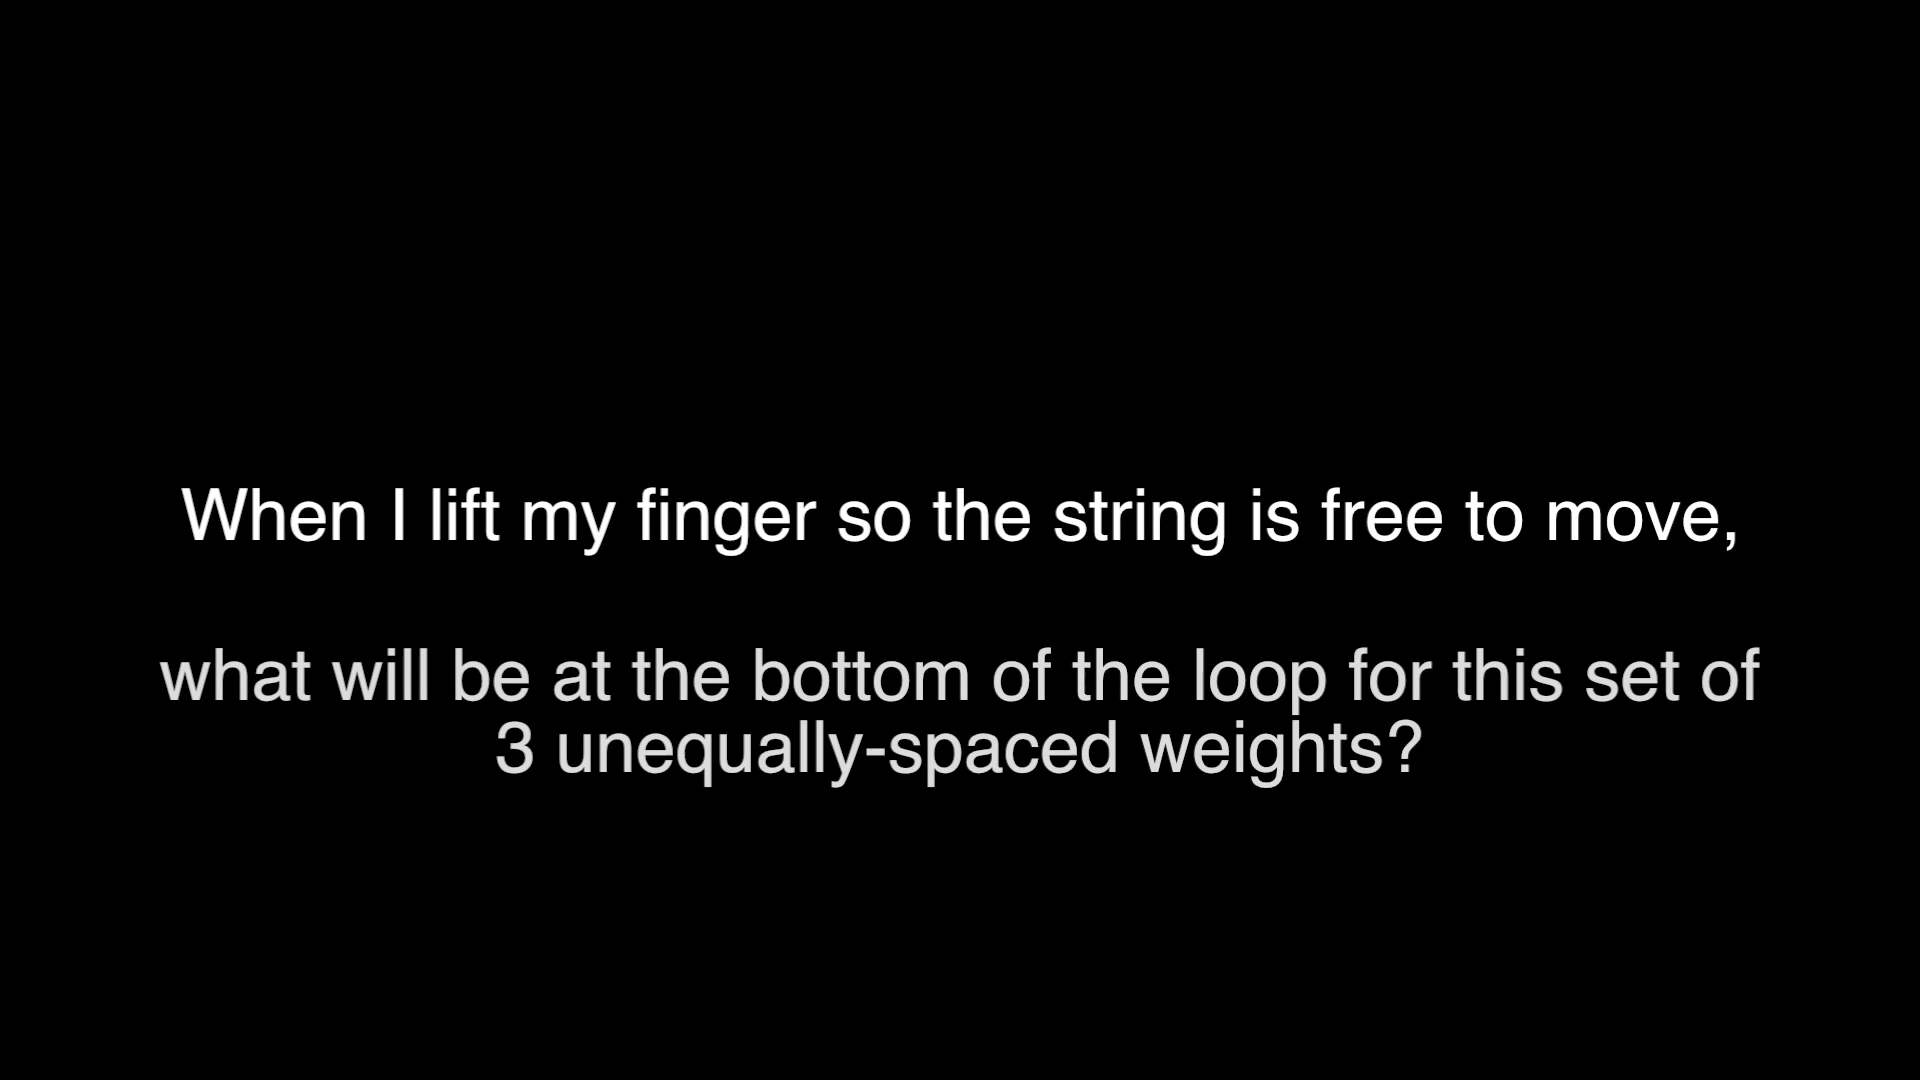 When I lift my finger so the string is free to move,
what will be at the bottom of the loop for this set of
3 unequally-spaced weights?